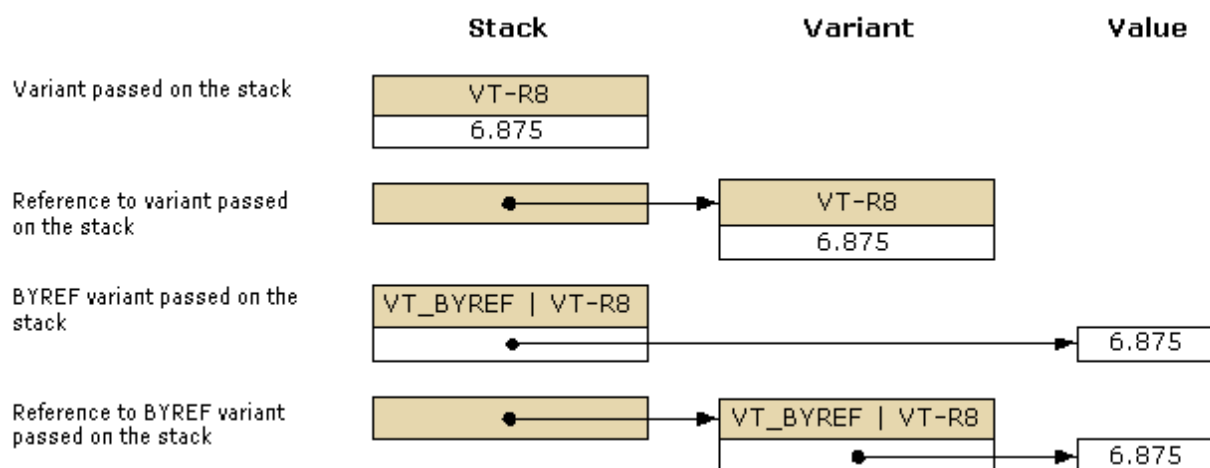 Stack Variant Value
Variant passed on the stack
VT-R8
6.875
Reference to variant passed
on the stack
VT-R8
6.875
BYREF variant passed on the
stack
VT_BYREF | VT-R8
6.875
Reference to BYREF variant
passed on the stack
VT_BYREF | VT-R8
6.875